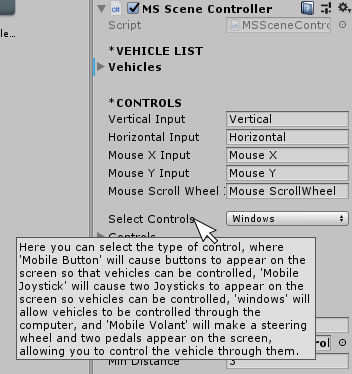 MS Scene Controller
Script MSSceneContro
le...
*VEHICLE LIST
Vehicles
*CONTROLS
Vertical Input Vertical
Horizontal Input Horizontal
Mouse X Input Mouse X
Mouse Y Input Mouse Y
Mouse Scroll Wheel Mouse ScrollWheel
Select Controls Windows
Controls
Here you can select the type of control, where
'Mobile Button' will cause buttons to appear on the
screen so that vehicles can be controlled, 'Mobile
Joystick' will cause two Joysticks to appear on the
screen so vehicles can be controlled, 'windows' will
allow vehicles to be controlled through the
computer, and 'Mobile Volant' will make a steering
wheel and two pedals appear on the screen,
allowing you to control the vehicle through them.
Min Distance 3